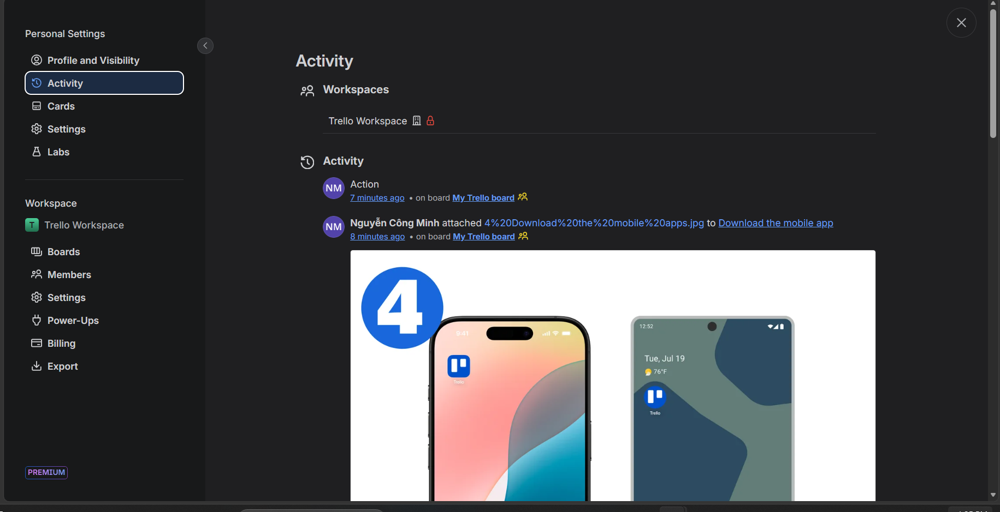 Personal Settings
Profile and Visibility
Activity
Cards
Settings
Labs
Workspace
T Trello Workspace
Boards
Members
Settings
Power-Ups
Billing
Export
PREMIUM
Activity
Workspaces
Trello Workspace
Activity
NM Action
7 minutes ago • on board My Trello board
NM Nguyễn Công Minh attached 4%20Download%20the%20mobile%20apps.jpg to Download the mobile app
8 minutes ago • on board My Trello board
4
9:41
Trello
12:52
Tue, Jul 19
76°F
Trello